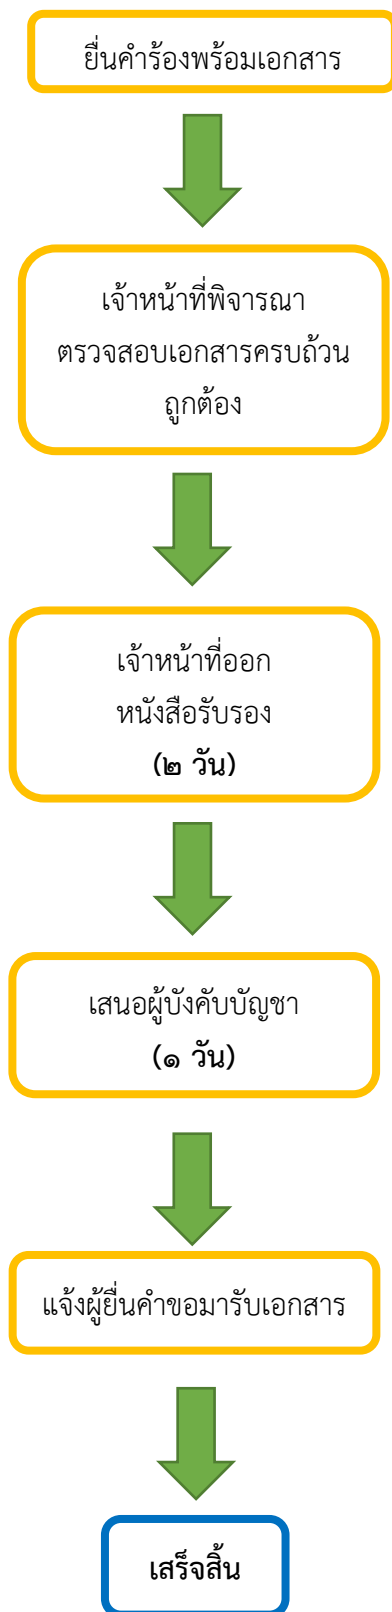 ยื่นคำร้องพร้อมเอกสาร
เจ้าหน้าที่พิจารณา
ตรวจสอบเอกสารครบถ้วน
ถูกต้อง
เจ้าหน้าที่ออก
หนังสือรับรอง
(๒ วัน)
เสนอผู้บังคับบัญชา
(๑ วัน)
แจ้งผู้ยื่นคำขอมารับเอกสาร
เสร็จสิ้น